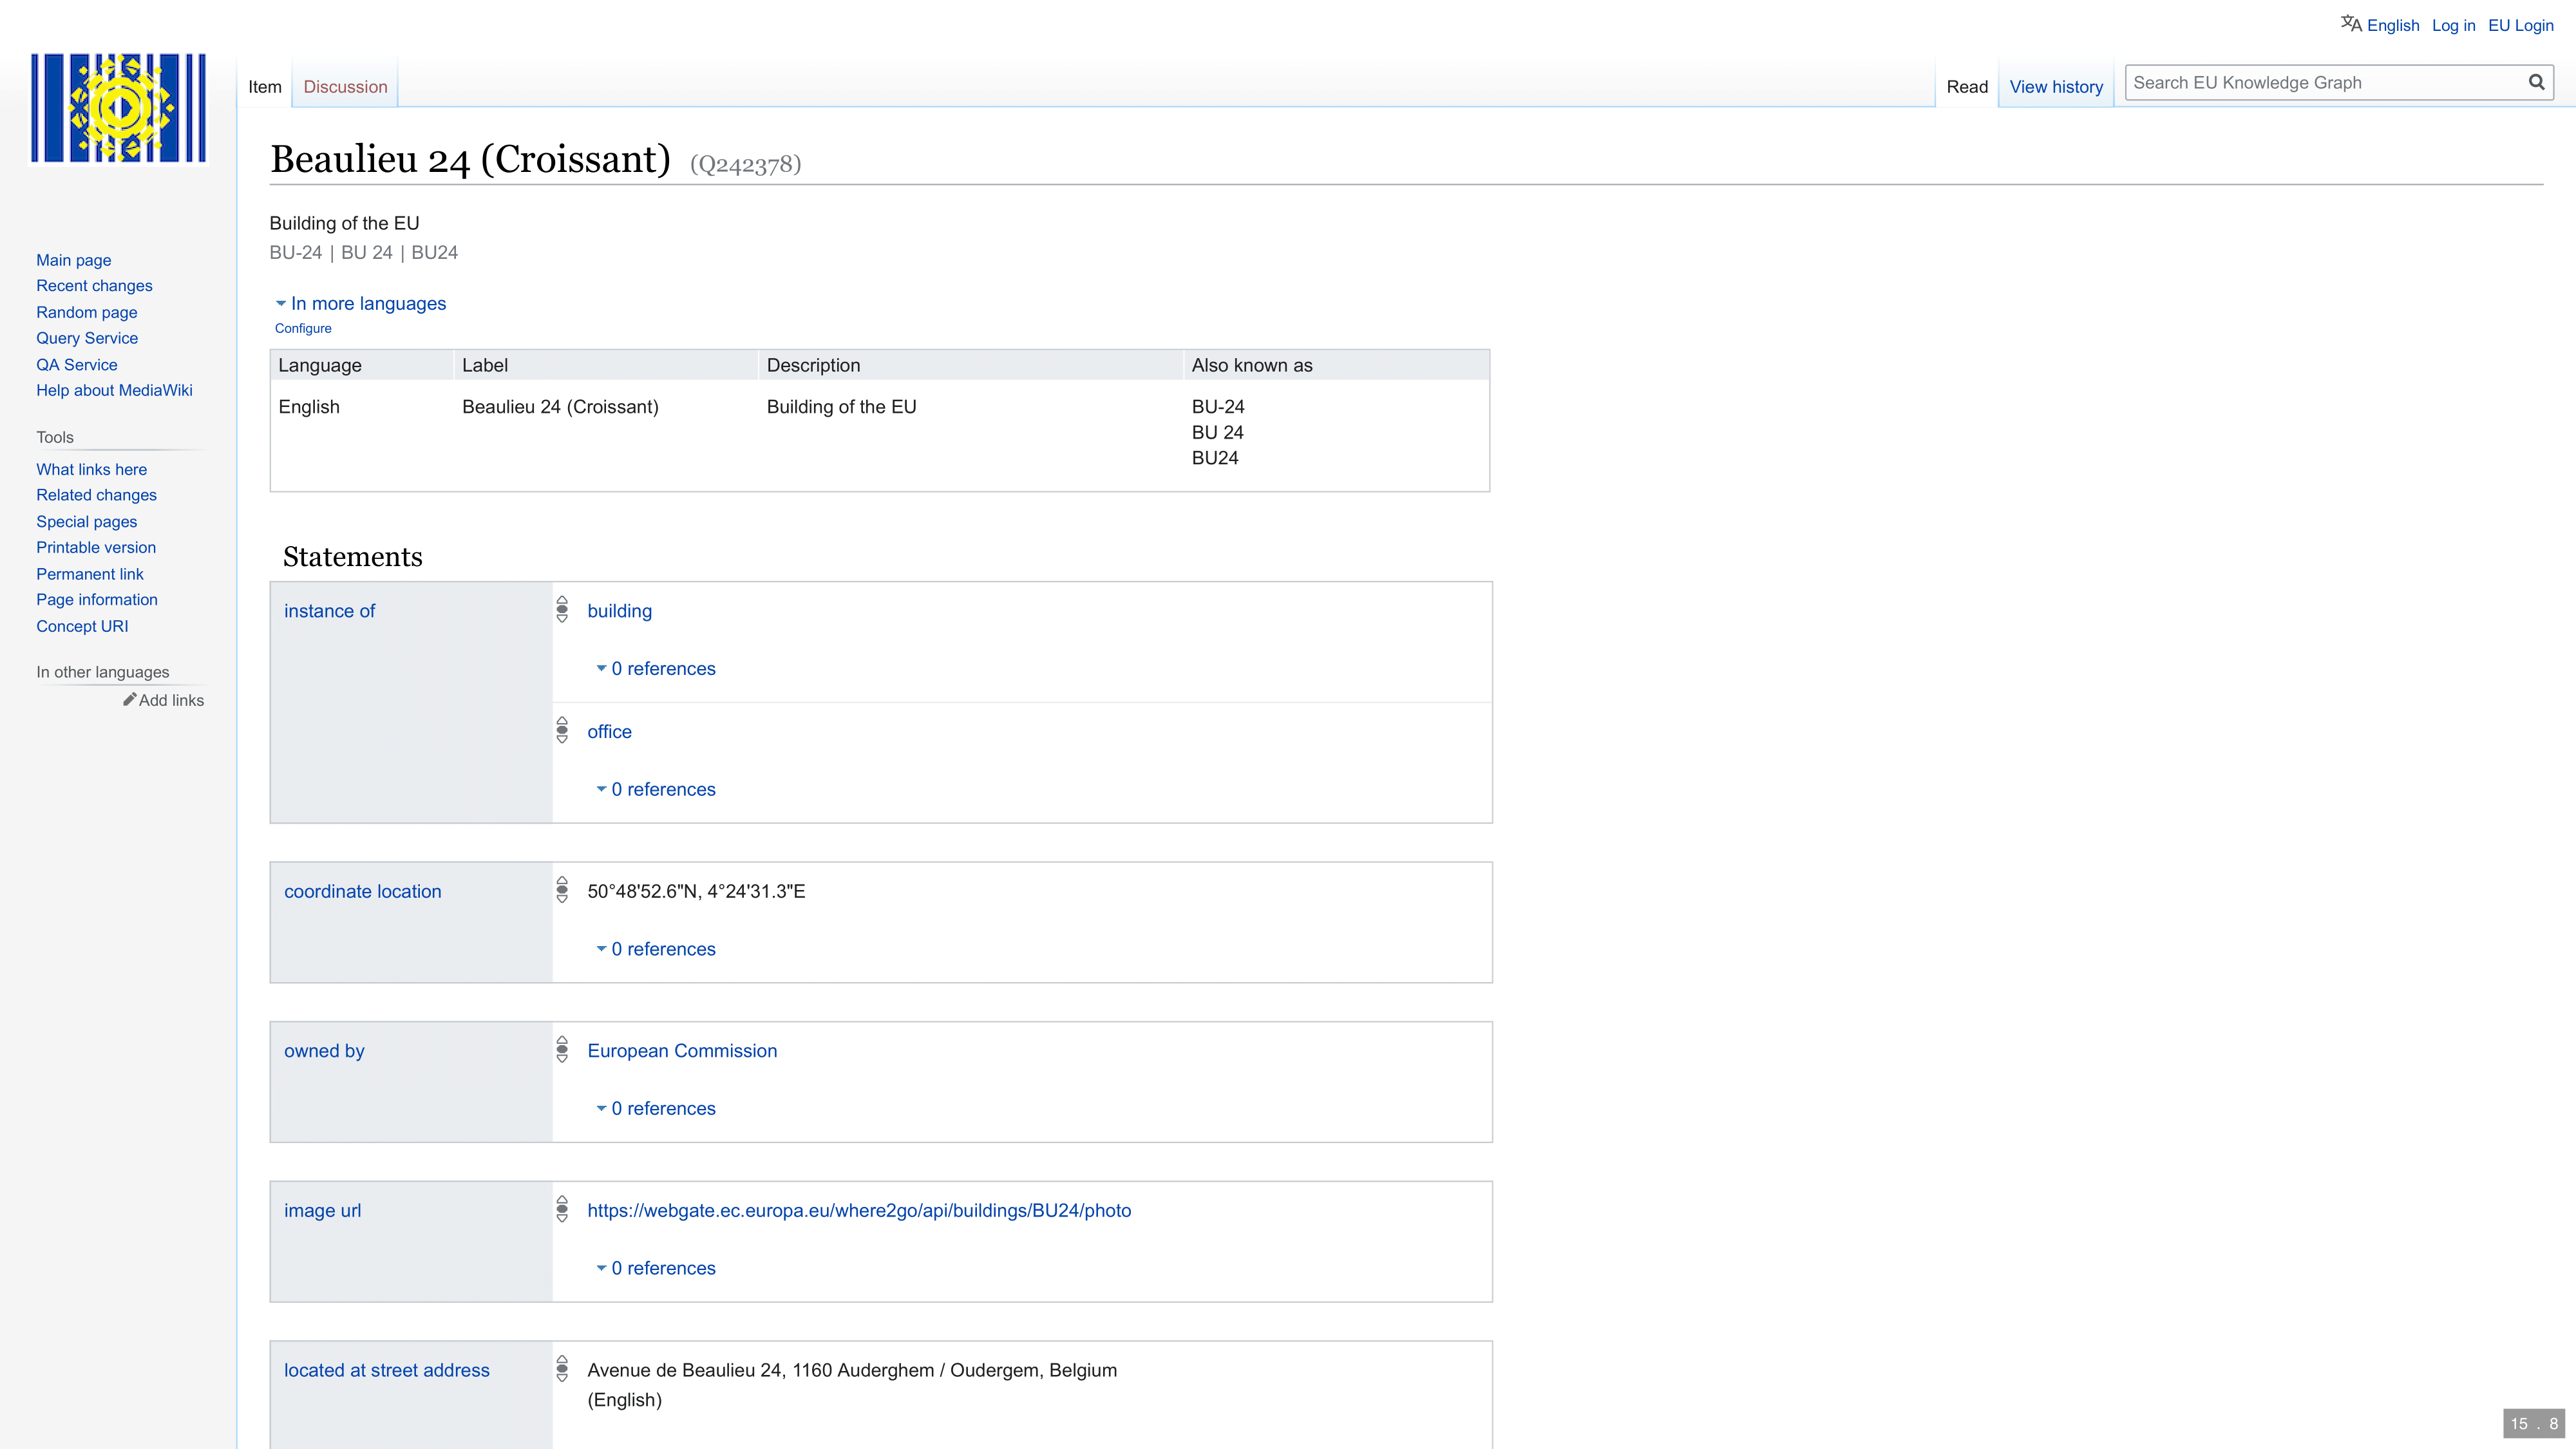 English Log in EU Login
Item Discussion Read View history Search EU Knowledge Graph
Beaulieu 24 (Croissant) (Q242378)
Building of the EU
BU-24 | BU 24 | BU24
In more languages
Configure
Language Label Description Also known as
English Beaulieu 24 (Croissant) Building of the EU BU-24
BU 24
BU24
Main page
Recent changes
Random page
Query Service
QA Service
Help about MediaWiki
Tools
What links here
Related changes
Special pages
Printable version
Permanent link
Page information
Concept URI
In other languages
Add links
Statements
instance of building
0 references
office
0 references
coordinate location 50°48'52.6"N, 4°24'31.3"E
0 references
owned by European Commission
0 references
image url https://webgate.ec.europa.eu/where2go/api/buildings/BU24/photo
0 references
located at street address Avenue de Beaulieu 24, 1160 Auderghem / Oudergem, Belgium
(English)
15 . 8